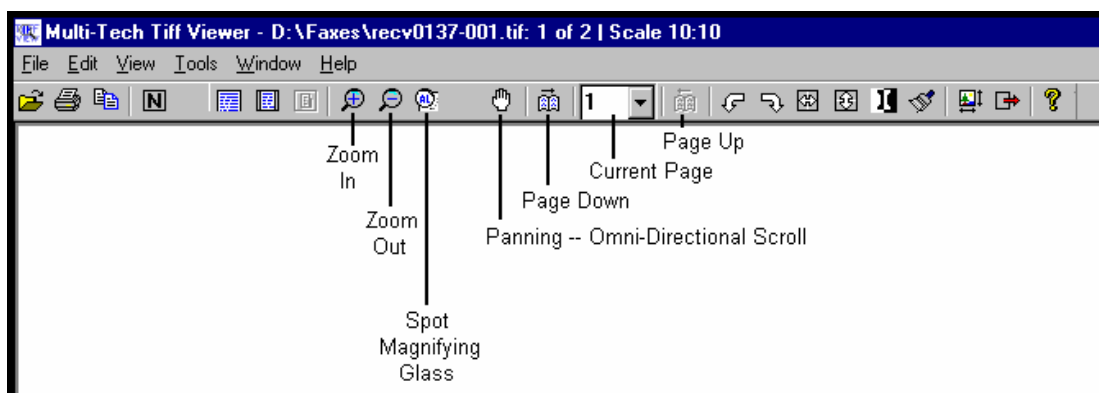 Multi-Tech Tiff Viewer - D:\Faxes\recv0137-001.tif: 1 of 2 | Scale 10:10
File Edit View Tools Window Help
N AL 1
Zoom In
Page Up
Current Page
Page Down
Zoom Out
Panning -- Omni-Directional Scroll
Spot
Magnifying
Glass